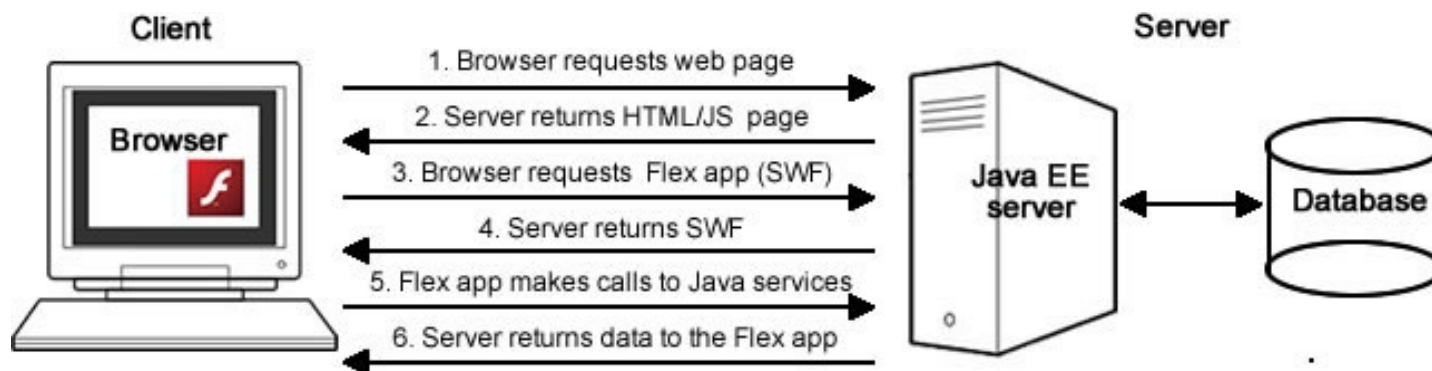 Client
Server
1. Browser requests web page
2. Server returns HTML/JS page
Browser
3. Browser requests Flex app (SWF)
Java EE
server
Database
4. Server returns SWF
5. Flex app makes calls to Java services
6. Server returns data to the Flex app